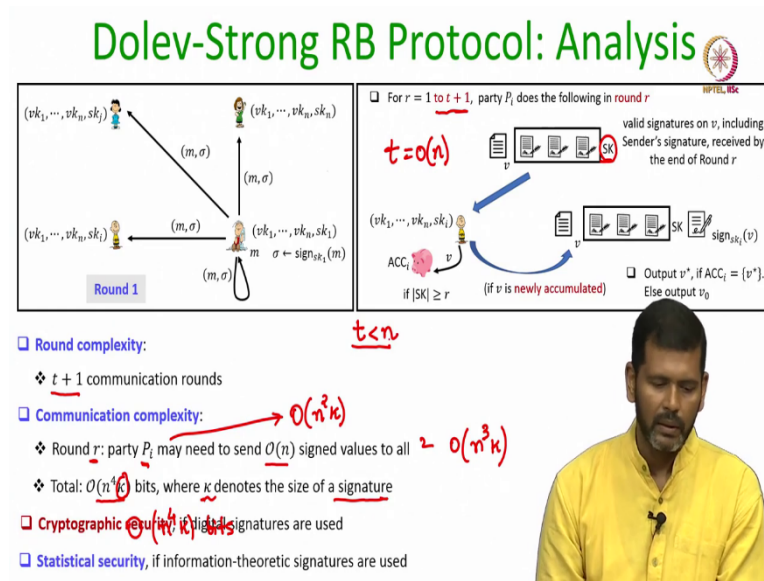 Dolev-Strong RB Protocol: Analysis
NPTEL, IISc
(vk₁, ⋯, vkₙ, skⱼ)
(vk₁, ⋯, vkₙ, skₙ)
(m, σ)
(m, σ)
(vk₁, ⋯, vkₙ, skᵢ)
(m, σ)
(vk₁, ⋯, vkₙ, sk₁)
m σ ← sign_{sk₁}(m)
(m, σ)
Round 1
❑ For r = 1 to t + 1, party Pᵢ does the following in round r
t = O(n)
v
SK
valid signatures on v, including
Sender's signature, received by
the end of Round r
(vk₁, ⋯, vkₙ, skᵢ)
ACCᵢ
v
if |SK| ≥ r
(if v is newly accumulated)
v
SK
sign_{skᵢ}(v)
❑ Output v*, if ACCᵢ = {v*}.
Else output v₀
t < n
❑ Round complexity:
❖ t + 1 communication rounds
❑ Communication complexity:
O(n²κ)
❖ Round r: party Pᵢ may need to send 𝒪(n) signed values to all
O(n³κ)
❖ Total: 𝒪(n⁴κ) bits, where κ denotes the size of a signature
❑ Cryptographic security, if digital signatures are used
❑ Statistical security, if information-theoretic signatures are used